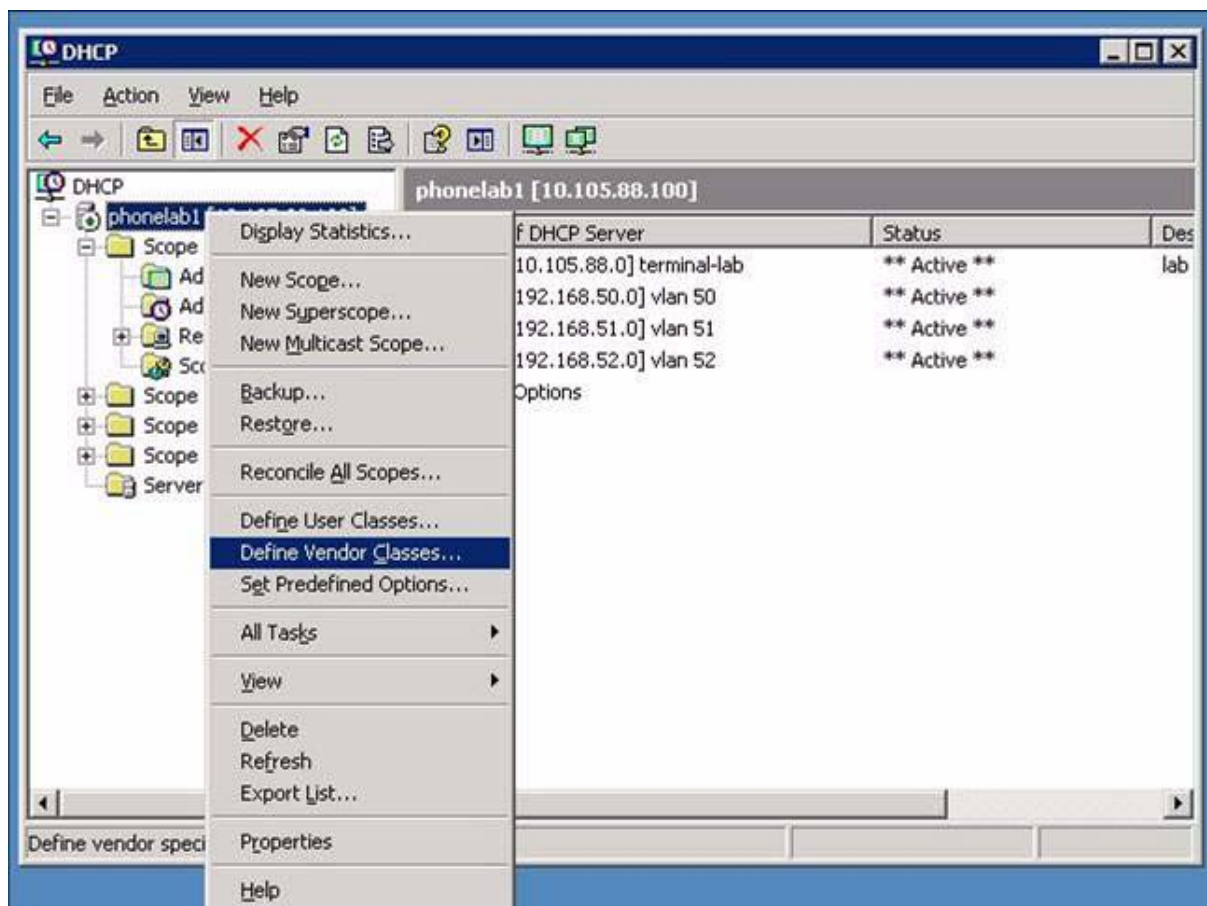 DHCP
File Action View Help
DHCP
phonelab1
Scope
Ad
Ad
Re
Sco
Scope
Scope
Scope
Server
Display Statistics...
New Scope...
New Superscope...
New Multicast Scope...
Backup...
Restore...
Reconcile All Scopes...
Define User Classes...
Define Vendor Classes...
Set Predefined Options...
All Tasks
View
Delete
Refresh
Export List...
Properties
Help
phonelab1 [10.105.88.100]
f DHCP Server Status Des
10.105.88.0] terminal-lab ** Active ** lab
192.168.50.0] vlan 50 ** Active **
192.168.51.0] vlan 51 ** Active **
192.168.52.0] vlan 52 ** Active **
Options
Define vendor speci